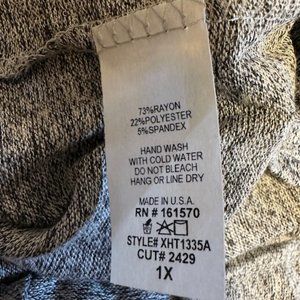 73%RAYON
22%POLYESTER
5%SPANDEX
HAND WASH
WITH COLD WATER
DO NOT BLEACH
HANG OR LINE DRY
MADE IN U.S.A.
RN # 161570
STYLE# XHT1335A
CUT# 2429
1X